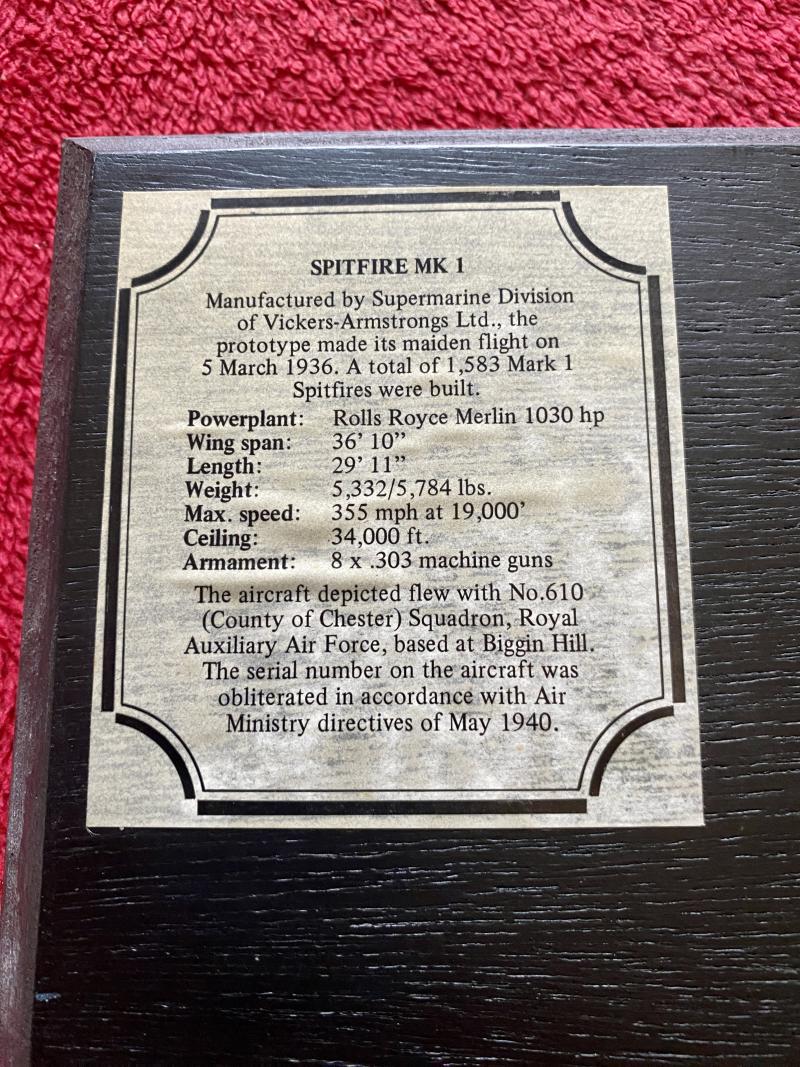 SPITFIRE MK 1
Manufactured by Supermarine Division
of Vickers-Armstrongs Ltd., the
prototype made its maiden flight on
5 March 1936. A total of 1,583 Mark 1
Spitfires were built.
Powerplant: Rolls Royce Merlin 1030 hp
Wing span: 36' 10”
Length: 29' 11”
Weight: 5,332/5,784 lbs.
Max. speed: 355 mph at 19,000'
Ceiling: 34,000 ft.
Armament: 8 x .303 machine guns
The aircraft depicted flew with No.610
(County of Chester) Squadron, Royal
Auxiliary Air Force, based at Biggin Hill.
The serial number on the aircraft was
obliterated in accordance with Air
Ministry directives of May 1940.